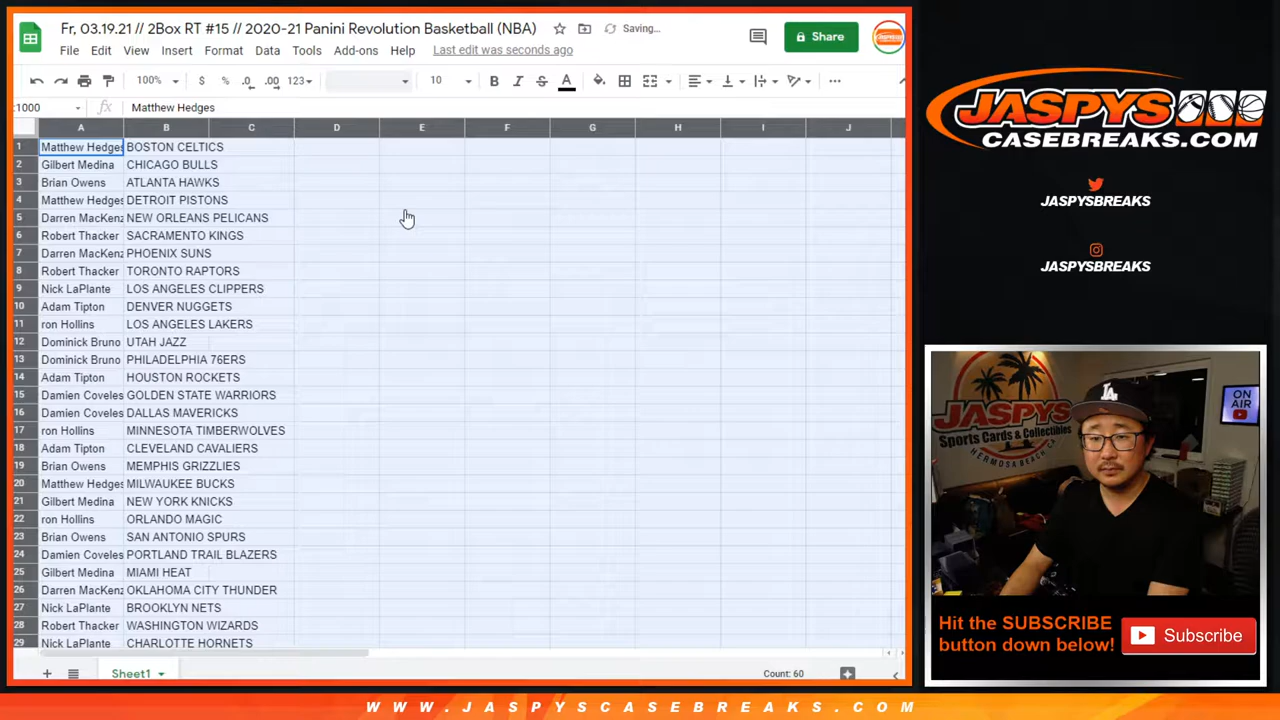 Fr, 03.19.21 // 2Box RT #15 // 2020-21 Panini Revolution Basketball (NBA)
Saving...
File Edit View Insert Format Data Tools Add-ons Help Last edit was seconds ago
Share
100% $ % .0 .00 123 10 B I S A
:1000 fx Matthew Hedges
A B C D E F G H I J
1 Matthew Hedges BOSTON CELTICS
2 Gilbert Medina CHICAGO BULLS
3 Brian Owens ATLANTA HAWKS
4 Matthew Hedges DETROIT PISTONS
5 Darren MacKenz NEW ORLEANS PELICANS
6 Robert Thacker SACRAMENTO KINGS
7 Darren MacKenz PHOENIX SUNS
8 Robert Thacker TORONTO RAPTORS
9 Nick LaPlante LOS ANGELES CLIPPERS
10 Adam Tipton DENVER NUGGETS
11 ron Hollins LOS ANGELES LAKERS
12 Dominick Bruno UTAH JAZZ
13 Dominick Bruno PHILADELPHIA 76ERS
14 Adam Tipton HOUSTON ROCKETS
15 Damien Coveles GOLDEN STATE WARRIORS
16 Damien Coveles DALLAS MAVERICKS
17 ron Hollins MINNESOTA TIMBERWOLVES
18 Adam Tipton CLEVELAND CAVALIERS
19 Brian Owens MEMPHIS GRIZZLIES
20 Matthew Hedges MILWAUKEE BUCKS
21 Gilbert Medina NEW YORK KNICKS
22 ron Hollins ORLANDO MAGIC
23 Brian Owens SAN ANTONIO SPURS
24 Damien Coveles PORTLAND TRAIL BLAZERS
25 Gilbert Medina MIAMI HEAT
26 Darren MacKenz OKLAHOMA CITY THUNDER
27 Nick LaPlante BROOKLYN NETS
28 Robert Thacker WASHINGTON WIZARDS
29 Nick LaPlante CHARLOTTE HORNETS
Sheet1 Count: 60
JASPYS
CASEBREAKS.COM
JASPYSBREAKS
JASPYSBREAKS
JASPYS
Sports Cards & Collectibles
HERMOSA BEACH, CA
LA
ON
AIR
Hit the SUBSCRIBE
button down below!
Subscribe
WWW.JASPYSCASEBREAKS.COM